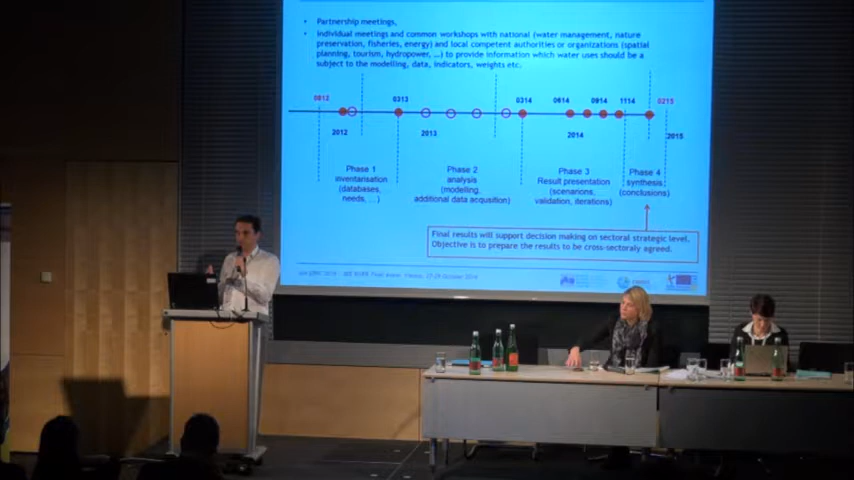 • Partnership meetings,
• Individual meetings and common workshops with national (water management, nature
preservation, fisheries, energy) and local competent authorities or organizations (spatial
planning, tourism, hydropower, …) to provide information which water uses should be a
subject to the modelling, data, indicators, weights etc.
0812 0313 0314 0614 0914 1114 0215
2012 2013 2014 2015
Phase 1
inventarisation
(databases,
needs, …)
Phase 2
analysis
(modelling,
additional data acqusition)
Phase 3
Result presentation
(scenarions,
validation, iterations)
Phase 4
synthesis
(conclusions)
Final results will support decision making on sectoral strategic level.
Objective is to prepare the results to be cross-sectoraly agreed.